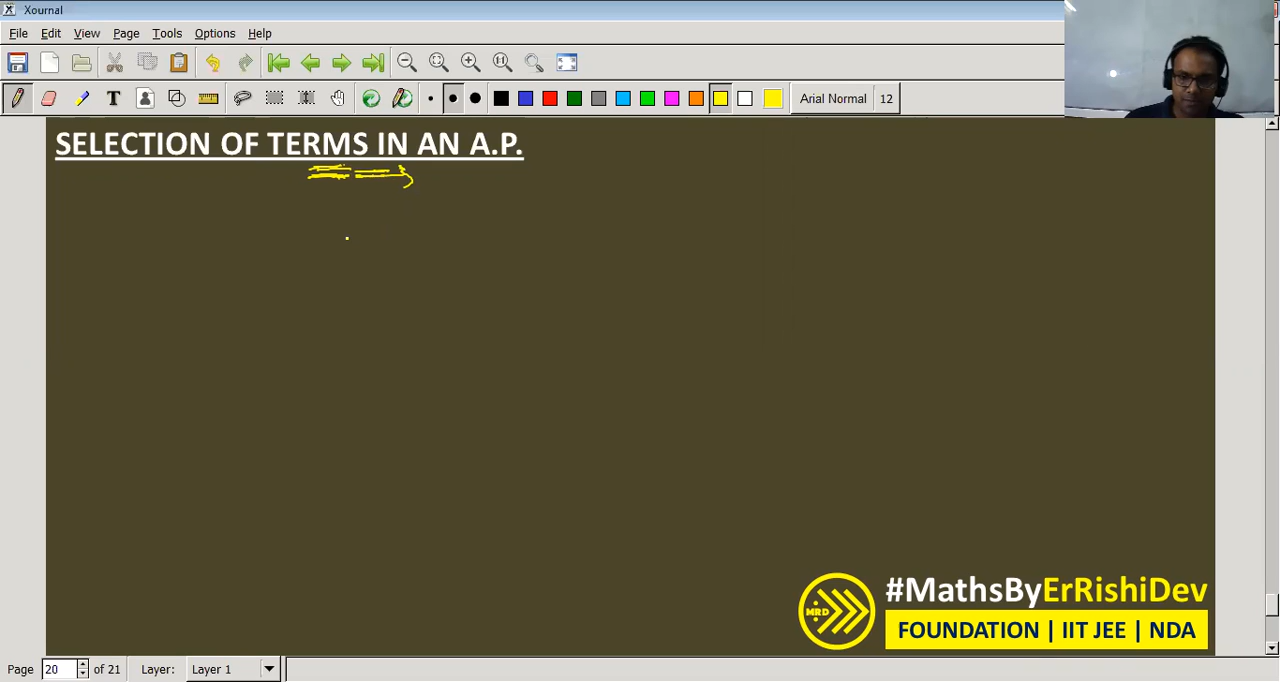 Xournal
File Edit View Page Tools Options Help
Arial Normal 12
SELECTION OF TERMS IN AN A.P.
MRD
#MathsByErRishiDev
FOUNDATION | IIT JEE | NDA
Page 20 of 21 Layer: Layer 1